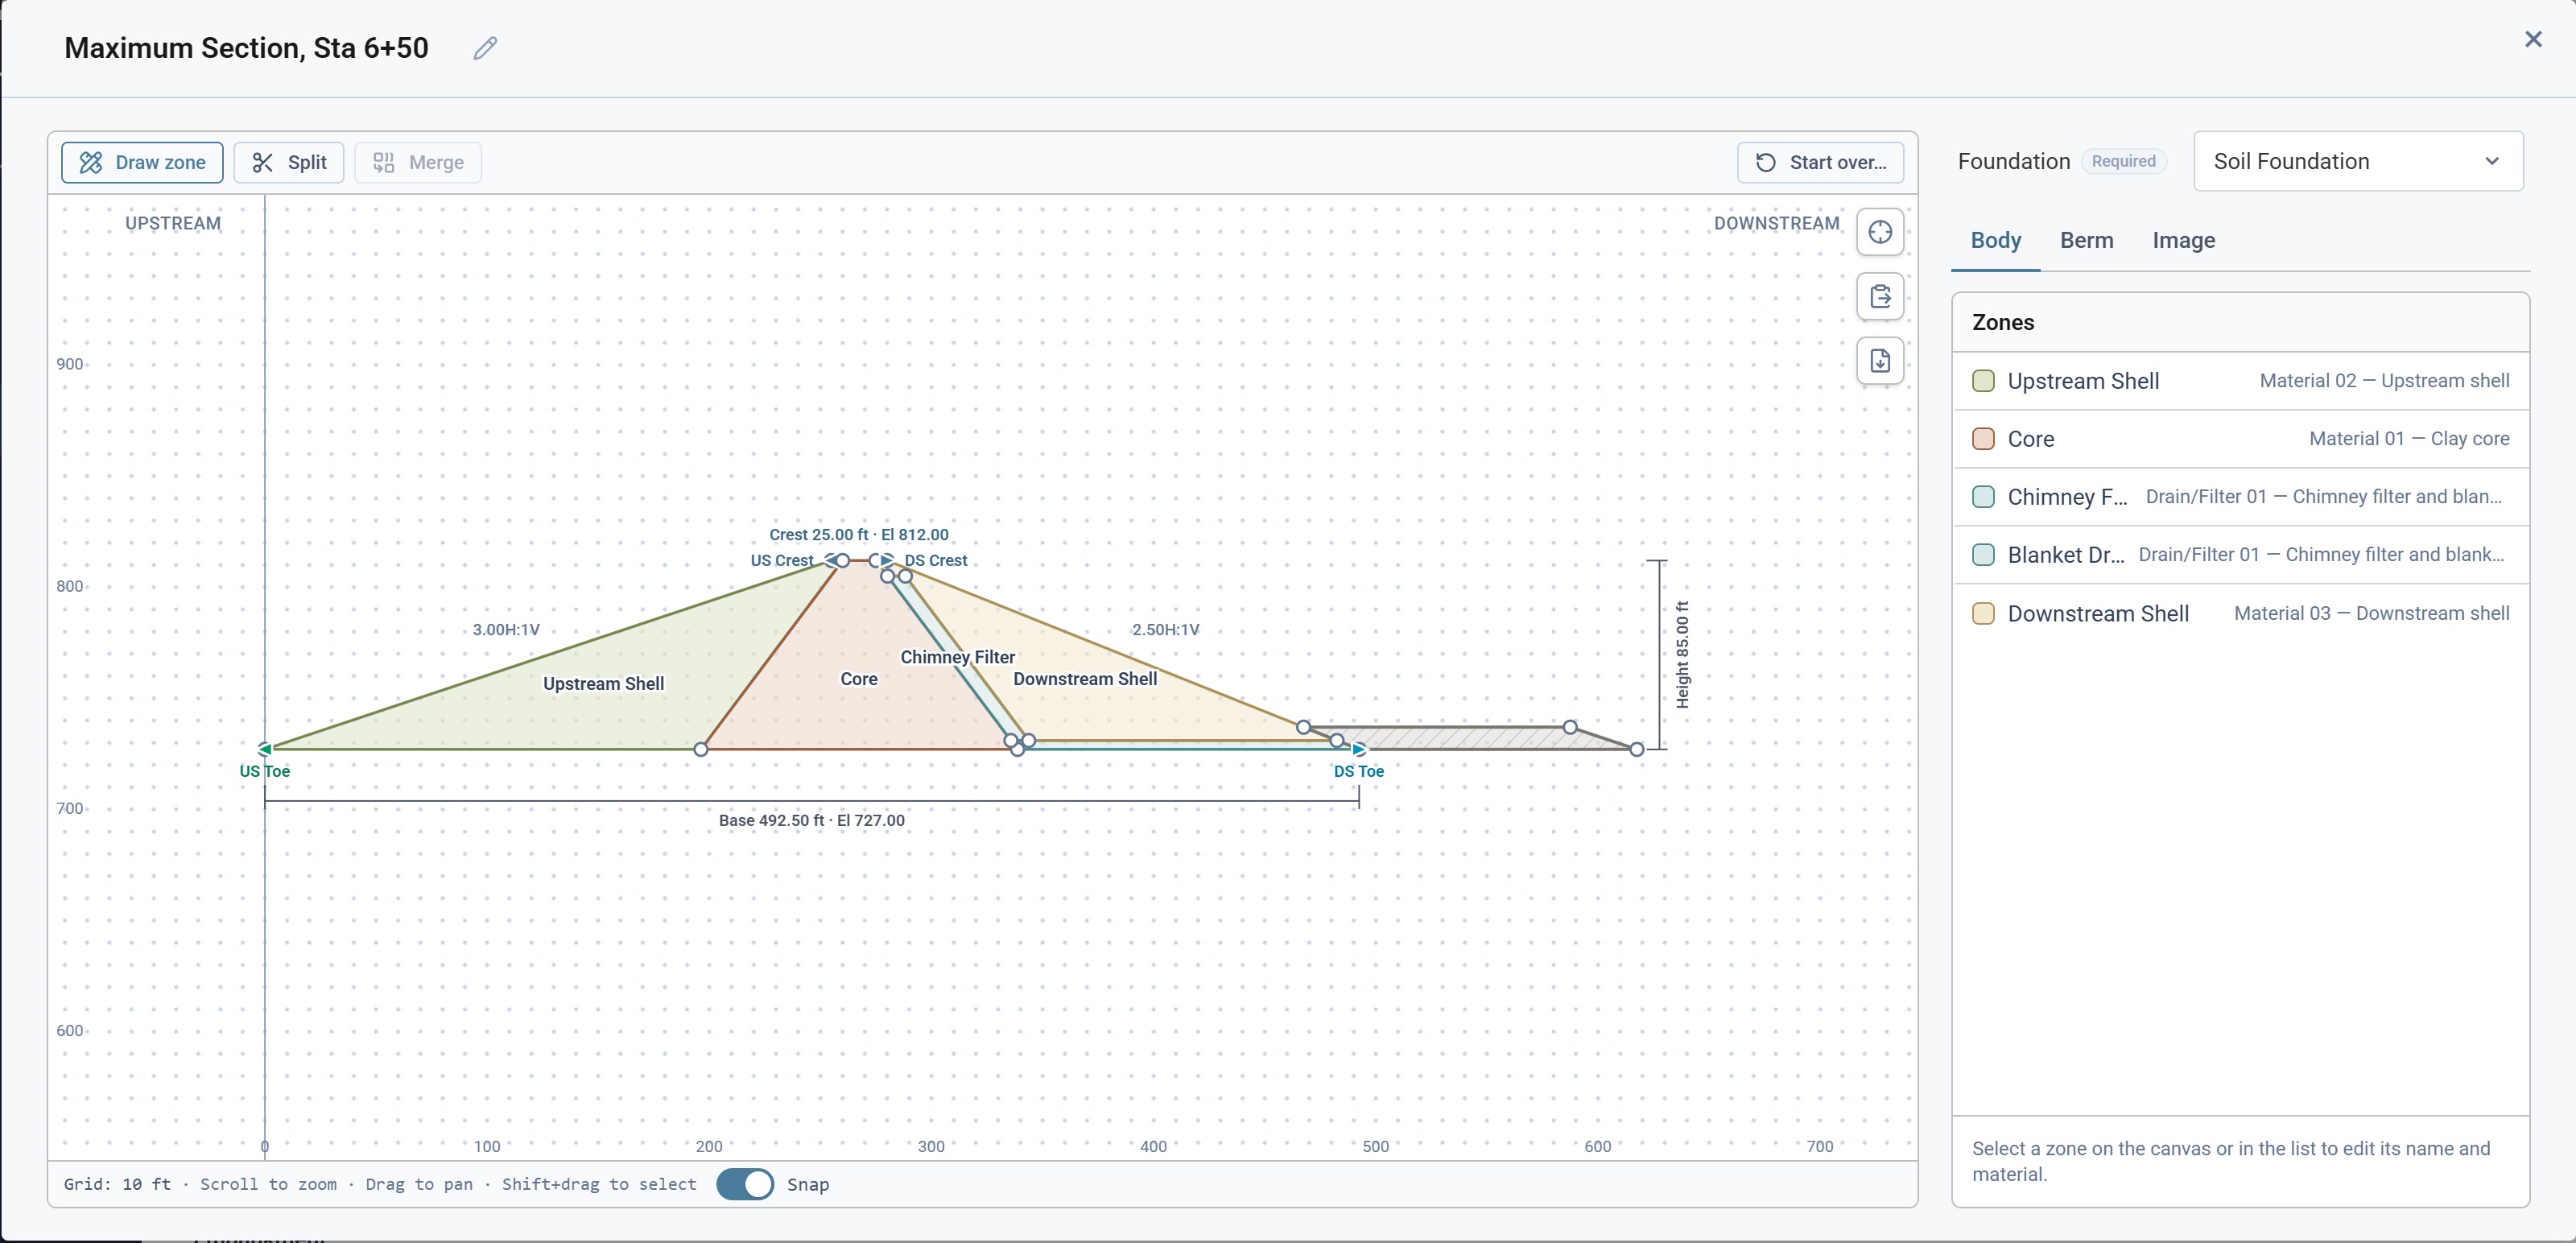 Maximum Section, Sta 6+50
Draw zone
Split
Merge
Start over...
Foundation
Required
Soil Foundation
UPSTREAM
DOWNSTREAM
Body
Berm
Image
Zones
Upstream Shell
Material 02 — Upstream shell
Core
Material 01 — Clay core
Chimney F...
Drain/Filter 01 — Chimney filter and blan...
Blanket Dr...
Drain/Filter 01 — Chimney filter and blank...
Downstream Shell
Material 03 — Downstream shell
900
800
700
600
Crest 25.00 ft · El 812.00
US Crest
DS Crest
3.00H:1V
2.50H:1V
Height 85.00 ft
Chimney Filter
Upstream Shell
Core
Downstream Shell
US Toe
DS Toe
Base 492.50 ft · El 727.00
0
100
200
300
400
500
600
700
Select a zone on the canvas or in the list to edit its name and
material.
Grid: 10 ft · Scroll to zoom · Drag to pan · Shift+drag to select
Snap